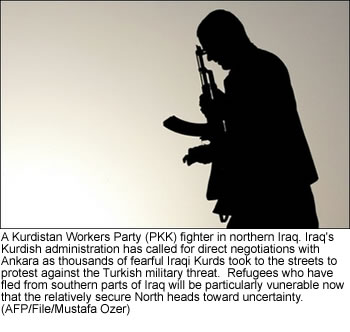 A Kurdistan Workers Party (PKK) fighter in northern Iraq. Iraq's
Kurdish administration has called for direct negotiations with
Ankara as thousands of fearful Iraqi Kurds took to the streets to
protest against the Turkish military threat.  Refugees who have
fled from southern parts of Iraq will be particularly vunerable now
that the relatively secure North heads toward uncertainty.
(AFP/File/Mustafa Ozer)